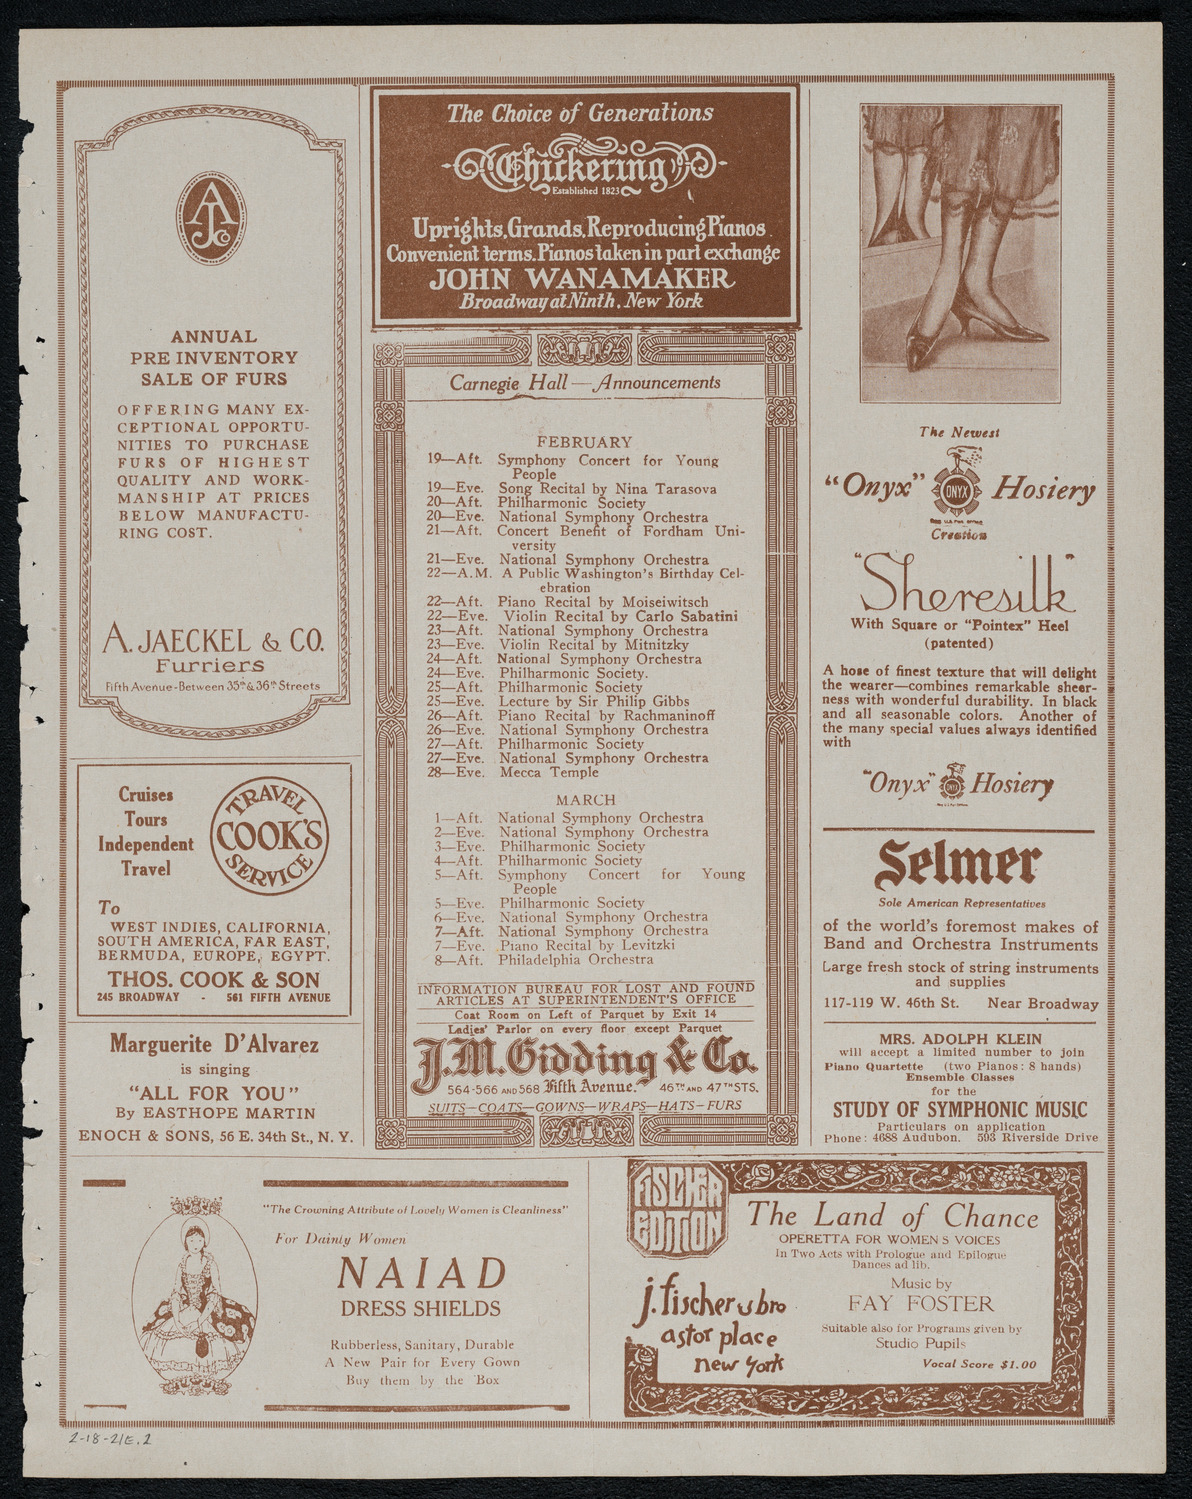 AJCo
ANNUAL
PRE INVENTORY
SALE OF FURS
OFFERING MANY EX-
CEPTIONAL OPPORTU-
NITIES TO PURCHASE
FURS OF HIGHEST
QUALITY AND WORK-
MANSHIP AT PRICES
BELOW MANUFACTU-
RING COST.
A. JAECKEL & CO.
Furriers
Fifth Avenue-Between 35th & 36th Streets
Cruises
Tours
Independent
Travel
TRAVEL
COOK'S
SERVICE
To
WEST INDIES, CALIFORNIA,
SOUTH AMERICA, FAR EAST,
BERMUDA, EUROPE, EGYPT.
THOS. COOK & SON
245 BROADWAY - 561 FIFTH AVENUE
Marguerite D'Alvarez
is singing
"ALL FOR YOU"
By EASTHOPE MARTIN
ENOCH & SONS, 56 E. 34th St., N. Y.
The Choice of Generations
Chickering
Established 1823
Uprights, Grands, Reproducing Pianos
Convenient terms. Pianos taken in part exchange
JOHN WANAMAKER
Broadway at Ninth, New York
Carnegie Hall — Announcements
FEBRUARY
19—Aft. Symphony Concert for Young
People
19—Eve. Song Recital by Nina Tarasova
20—Aft. Philharmonic Society
20—Eve. National Symphony Orchestra
21—Aft. Concert Benefit of Fordham Uni-
versity
21—Eve. National Symphony Orchestra
22—A.M. A Public Washington's Birthday Cel-
ebration
22—Aft. Piano Recital by Moiseiwitsch
22—Eve. Violin Recital by Carlo Sabatini
23—Aft. National Symphony Orchestra
23—Eve. Violin Recital by Mitnitzky
24—Aft. National Symphony Orchestra
24—Eve. Philharmonic Society.
25—Aft. Philharmonic Society
25—Eve. Lecture by Sir Philip Gibbs
26—Aft. Piano Recital by Rachmaninoff
26—Eve. National Symphony Orchestra
27—Aft. Philharmonic Society
27—Eve. National Symphony Orchestra
28—Eve. Mecca Temple
MARCH
1—Aft. National Symphony Orchestra
2—Eve. National Symphony Orchestra
3—Eve. Philharmonic Society
4—Aft. Philharmonic Society
5—Aft. Symphony Concert for Young
People
5—Eve. Philharmonic Society
6—Eve. National Symphony Orchestra
7—Aft. National Symphony Orchestra
7—Eve. Piano Recital by Levitzki
8—Aft. Philadelphia Orchestra
INFORMATION BUREAU FOR LOST AND FOUND
ARTICLES AT SUPERINTENDENT'S OFFICE
Coat Room on Left of Parquet by Exit 14
Ladies' Parlor on every floor except Parquet
J.M. Gidding & Co.
564-566 AND 568 Fifth Avenue. 46TH AND 47TH STS.
SUITS—COATS—GOWNS—WRAPS—HATS—FURS
The Newest
"Onyx" ONYX Hosiery
Creation
"Sheresilk"
With Square or "Pointex" Heel
(patented)
A hose of finest texture that will delight
the wearer—combines remarkable sheer-
ness with wonderful durability. In black
and all seasonable colors. Another of
the many special values always identified
with
"Onyx" Hosiery
Selmer
Sole American Representatives
of the world's foremost makes of
Band and Orchestra Instruments
Large fresh stock of string instruments
and supplies
117-119 W. 46th St. Near Broadway
MRS. ADOLPH KLEIN
will accept a limited number to join
Piano Quartette (two Pianos: 8 hands)
Ensemble Classes
for the
STUDY OF SYMPHONIC MUSIC
Particulars on application
Phone: 4688 Audubon. 593 Riverside Drive
"The Crowning Attribute of Lovely Women is Cleanliness"
For Dainty Women
NAIAD
DRESS SHIELDS
Rubberless, Sanitary, Durable
A New Pair for Every Gown
Buy them by the Box
FISCHER
EDITION
The Land of Chance
OPERETTA FOR WOMEN S VOICES
In Two Acts with Prologue and Epilogue
Dances ad lib.
Music by
FAY FOSTER
Suitable also for Programs given by
Studio Pupils
Vocal Score $1.00
j. fischer & bro
astor place
new york
2-18-21E.2